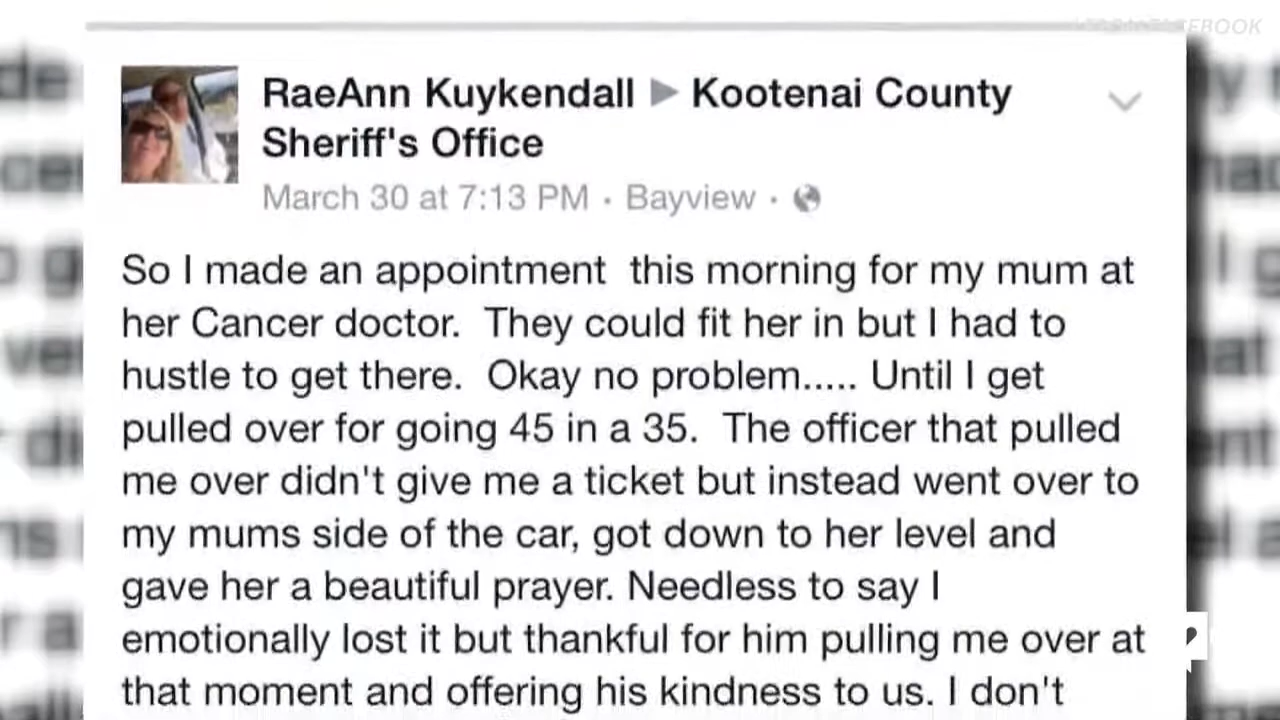 RaeAnn Kuykendall ▶ Kootenai County
Sheriff's Office
March 30 at 7:13 PM · Bayview ·
So I made an appointment  this morning for my mum at
her Cancer doctor.  They could fit her in but I had to
hustle to get there.  Okay no problem..... Until I get
pulled over for going 45 in a 35.  The officer that pulled
me over didn't give me a ticket but instead went over to
my mums side of the car, got down to her level and
gave her a beautiful prayer. Needless to say I
emotionally lost it but thankful for him pulling me over at
that moment and offering his kindness to us. I don't